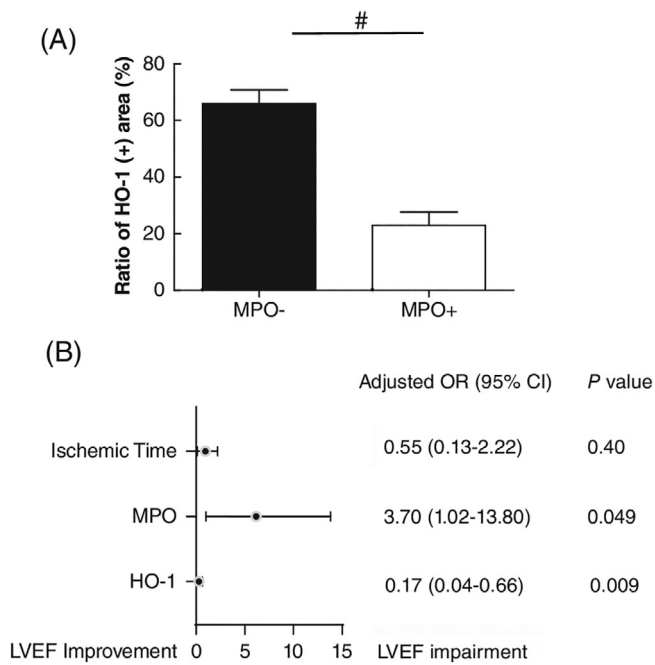 (A)
#
Ratio of HO-1 (+) area (%)
80
60
40
20
0
MPO-
MPO+
(B)
Adjusted OR (95% CI)
P value
Ischemic Time
0.55 (0.13-2.22)
0.40
MPO
3.70 (1.02-13.80)
0.049
HO-1
0.17 (0.04-0.66)
0.009
0
5
10
15
LVEF Improvement
LVEF impairment